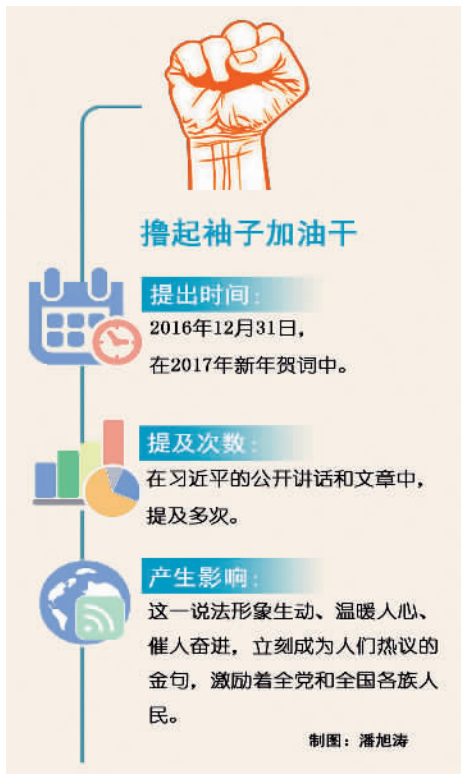 撸起袖子加油干
提出时间：
2016年12月31日，
在2017年新年贺词中。
提及次数：
在习近平的公开讲话和文章中，
提及多次。
产生影响：
这一说法形象生动、温暖人心、
催人奋进，立刻成为人们热议的
金句，激励着全党和全国各族人
民。
制图：潘旭涛